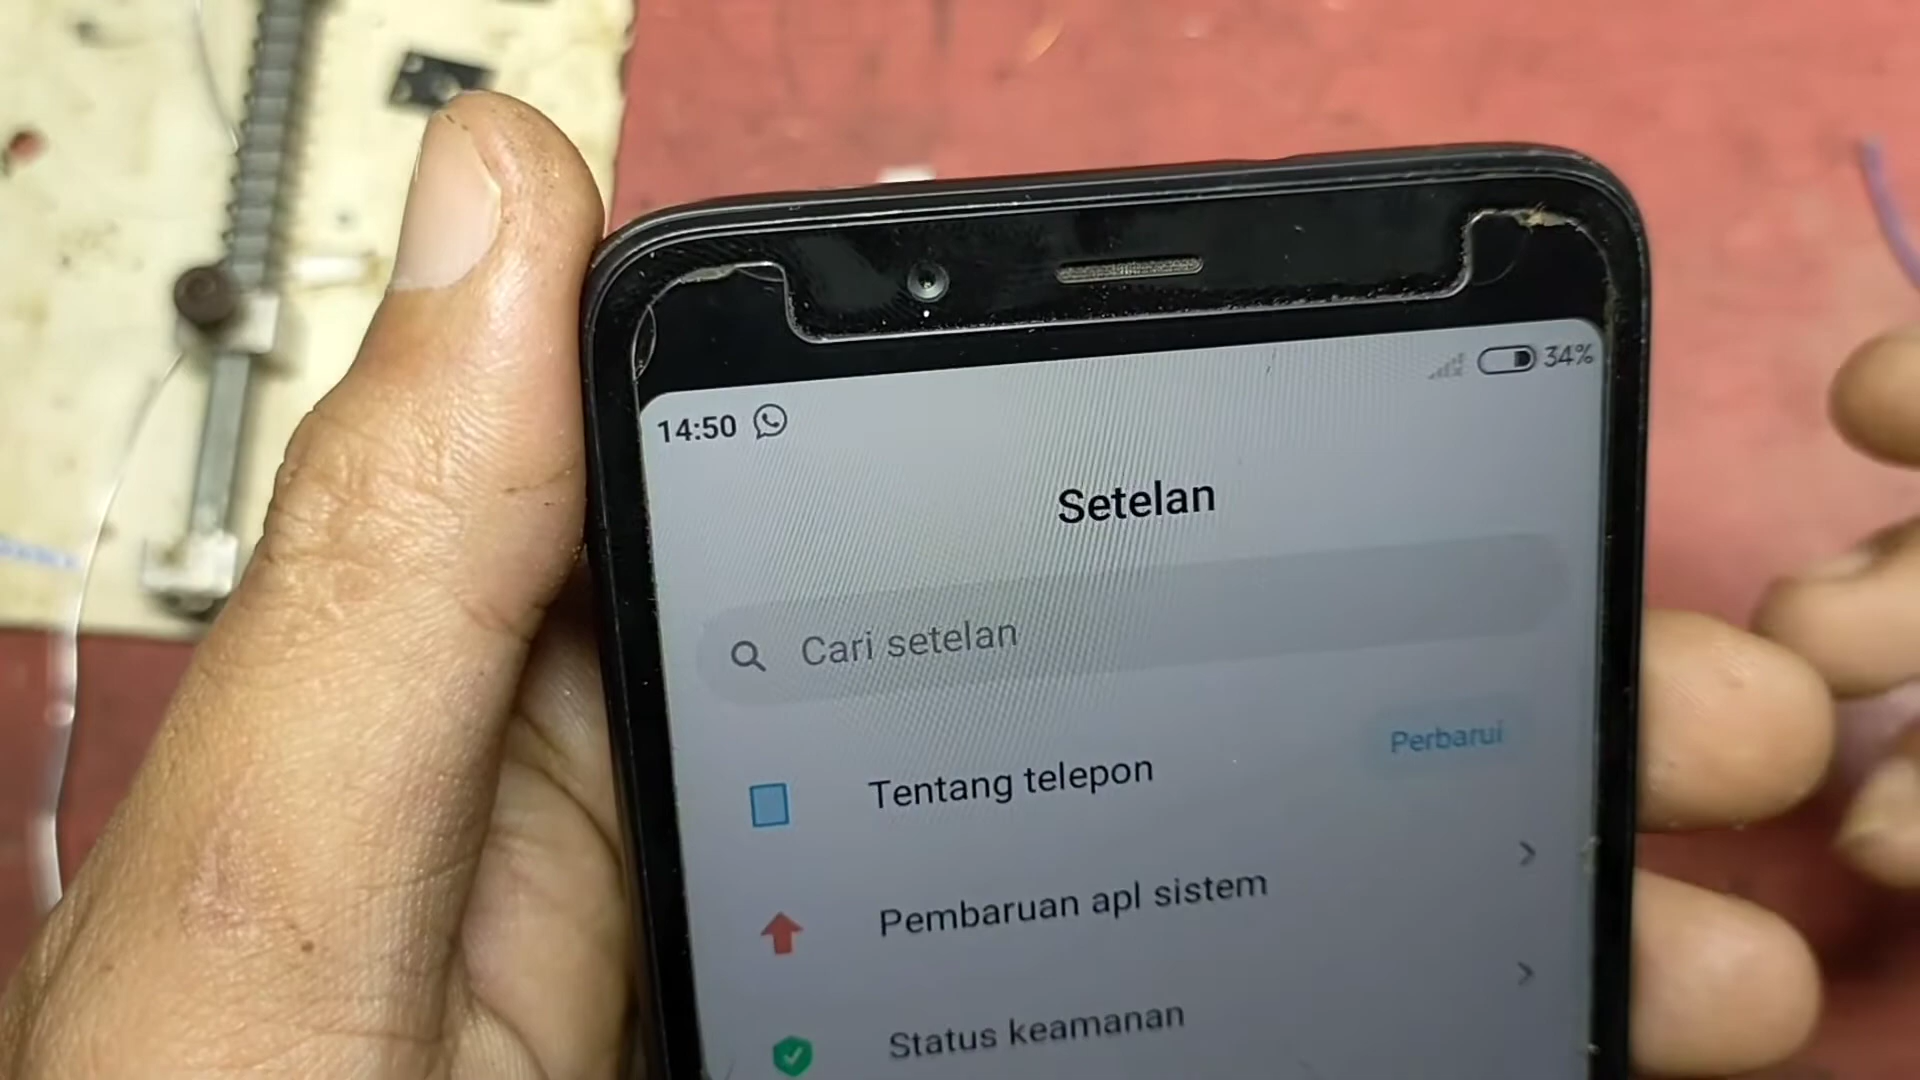 14:50
34%
Setelan
Cari setelan
Tentang telepon
Perbarui
Pembaruan apl sistem
Status keamanan